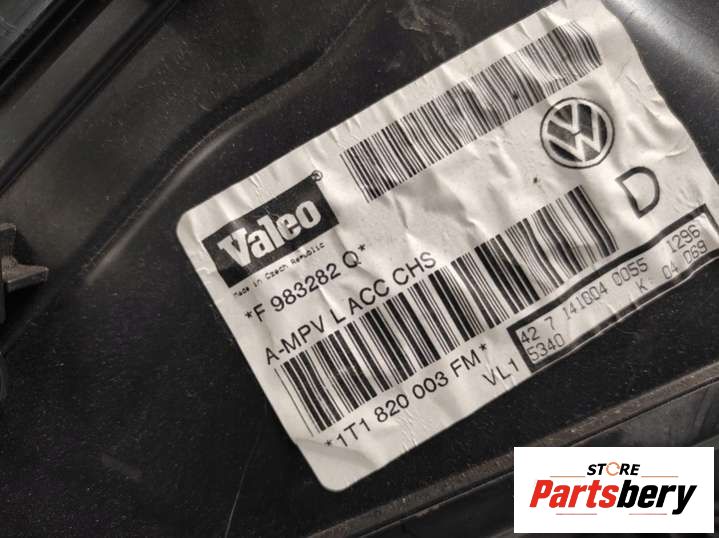 Valeo®
Made in Czech Republic
*F 983282 Q*
A-MPV L ACC CHS
*1T1 820 003 FM*
VL1
D
42 7 141004 0055 1296
5340 K: 04 069
STORE
Partsbery